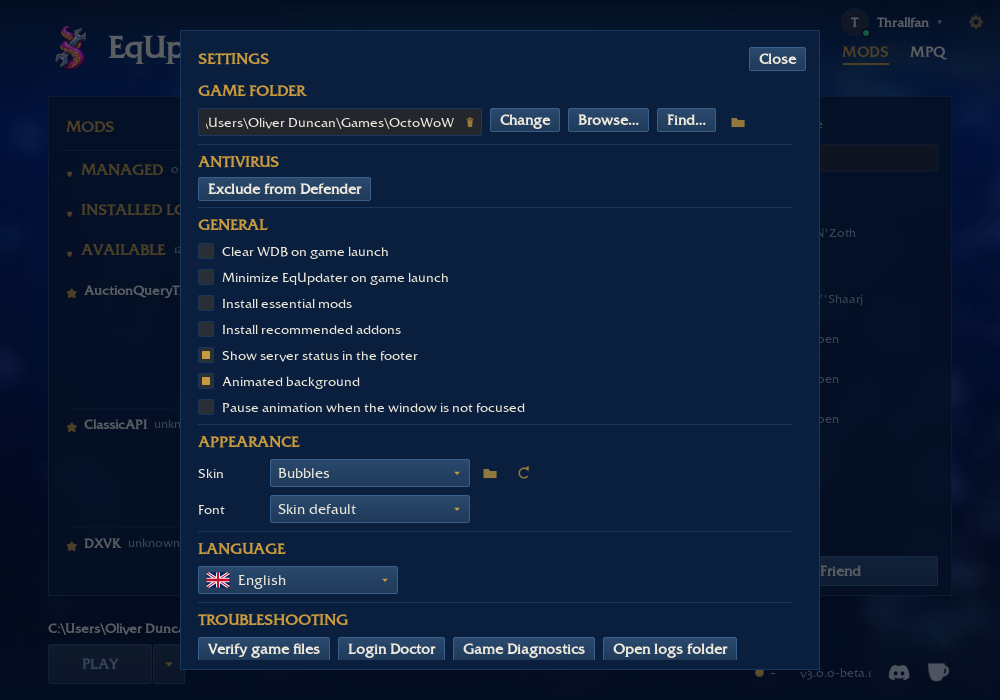 T Thrallfan
EqUp
MODS MPQ
SETTINGS
Close
GAME FOLDER
\Users\Oliver Duncan\Games\OctoWoW
Change
Browse...
Find...
ANTIVIRUS
Exclude from Defender
GENERAL
Clear WDB on game launch
Minimize EqUpdater on game launch
Install essential mods
Install recommended addons
Show server status in the footer
Animated background
Pause animation when the window is not focused
APPEARANCE
Skin
Bubbles
Font
Skin default
LANGUAGE
English
TROUBLESHOOTING
Verify game files
Login Doctor
Game Diagnostics
Open logs folder
MODS
MANAGED 0
INSTALLED LO
AVAILABLE 12
AuctionQueryT
ClassicAPI unkn
DXVK unknown
N'Zoth
Y'Shaarj
pen
pen
pen
Friend
C:\Users\Oliver Dunca
PLAY
-
v3.0.0-beta.1